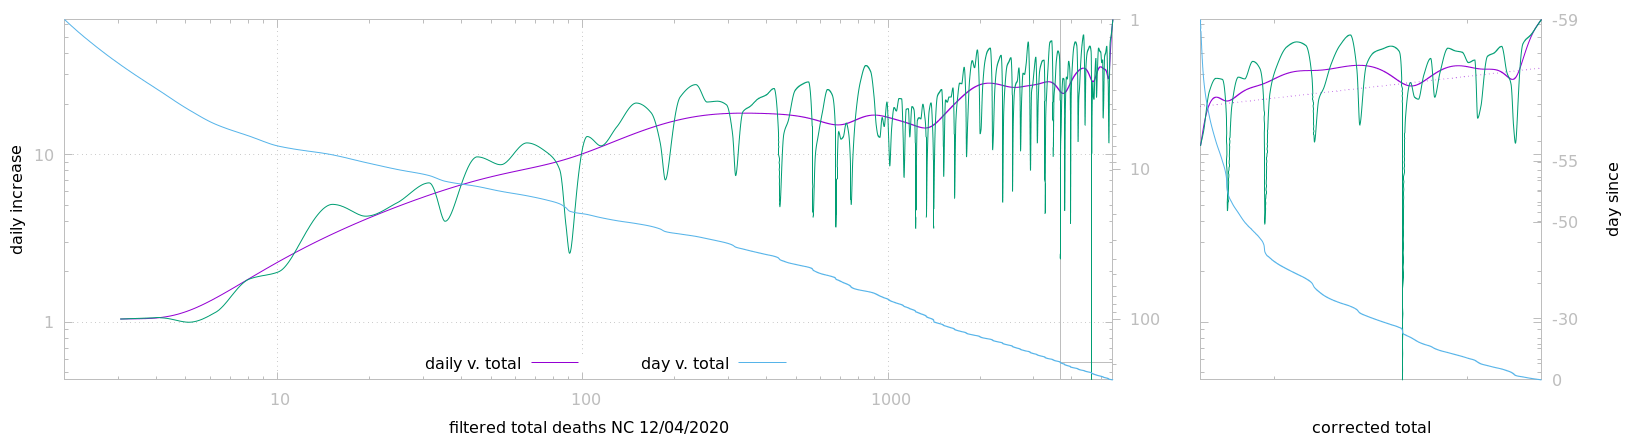 daily increase
10
1
daily v. total
day v. total
10
100
1000
filtered total deaths NC 12/04/2020
1
10
100
corrected total
-59
-55
-50
-30
0
day since